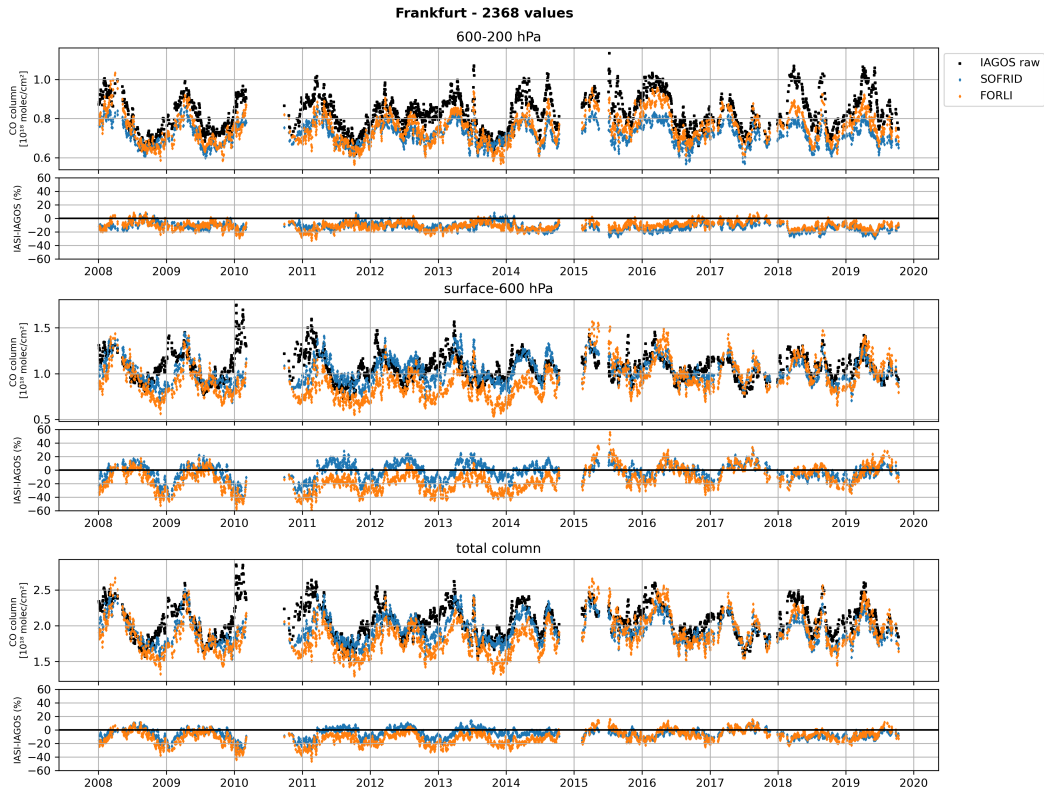 Frankfurt - 2368 values
600-200 hPa
CO column
[10¹⁸ molec/cm²]
1.0
0.8
0.6
IAGOS raw
SOFRID
FORLI
IASI-IAGOS (%)
60
40
20
0
−20
−40
−60
2008 2009 2010 2011 2012 2013 2014 2015 2016 2017 2018 2019 2020
surface-600 hPa
CO column
[10¹⁸ molec/cm²]
1.5
1.0
0.5
IASI-IAGOS (%)
60
40
20
0
−20
−40
−60
2008 2009 2010 2011 2012 2013 2014 2015 2016 2017 2018 2019 2020
total column
CO column
[10¹⁸ molec/cm²]
2.5
2.0
1.5
IASI-IAGOS (%)
60
40
20
0
−20
−40
−60
2008 2009 2010 2011 2012 2013 2014 2015 2016 2017 2018 2019 2020